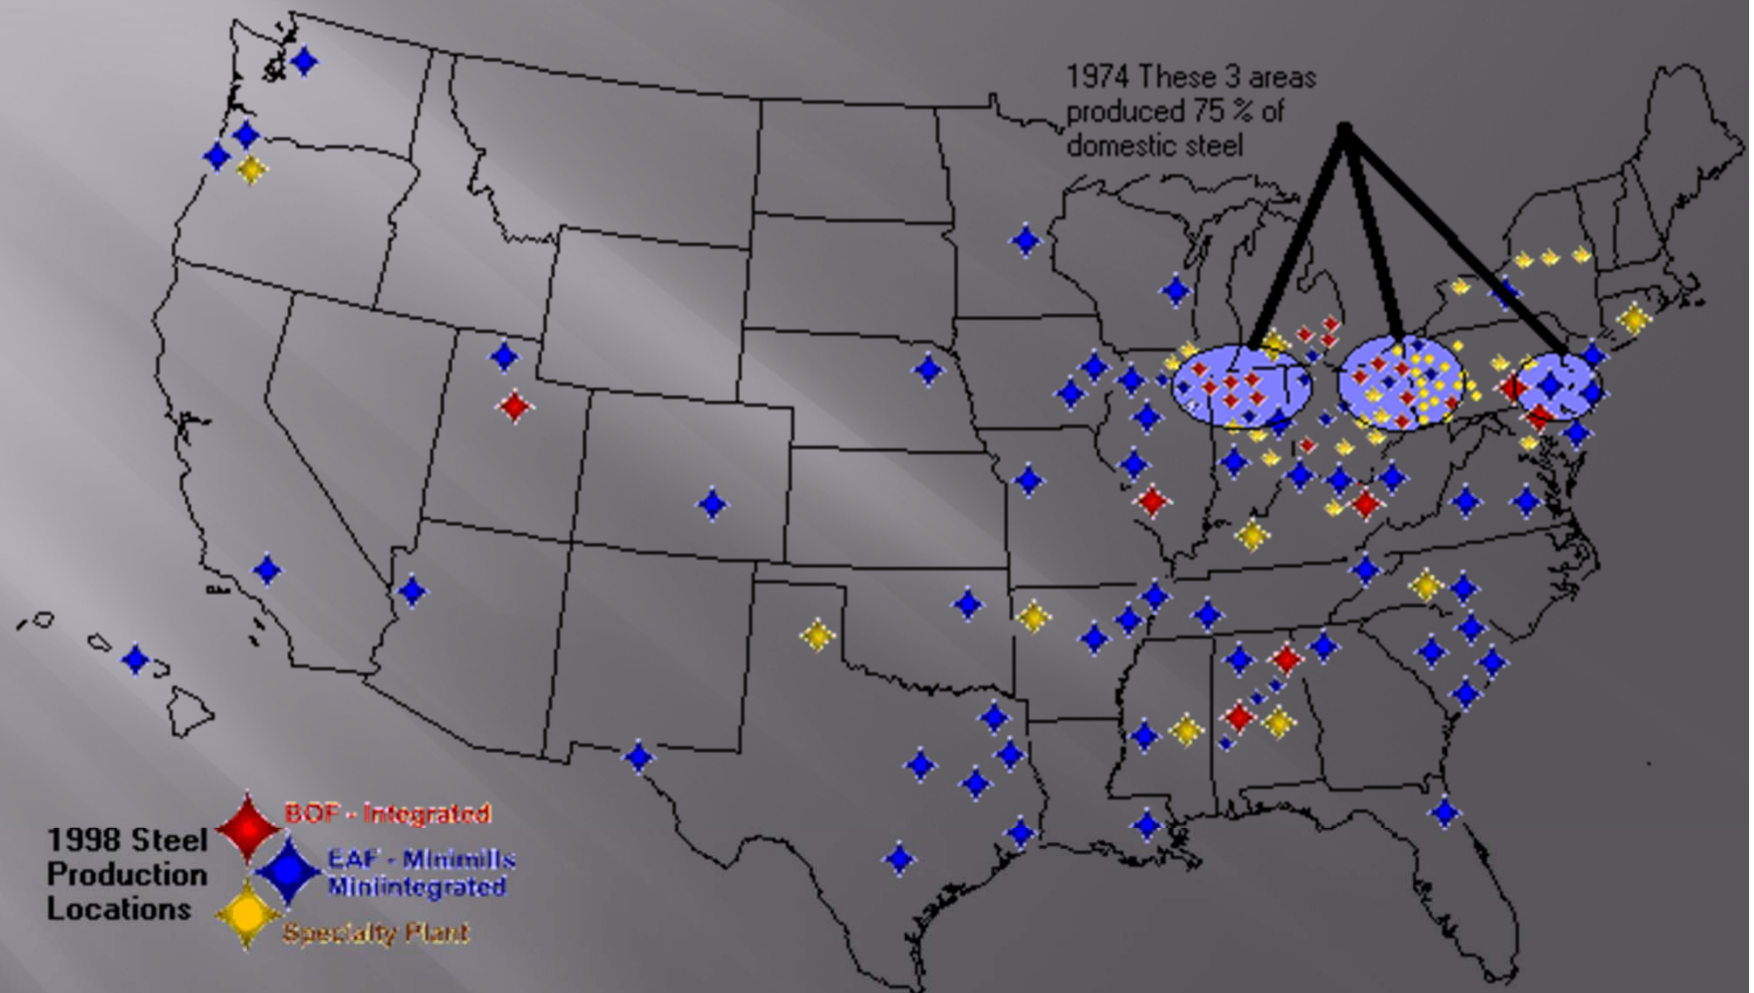 1974 These 3 areas
produced 75 % of
domestic steel
1998 Steel
Production
Locations
BOF - Integrated
EAF - Minimills
Miniintegrated
Specialty Plant